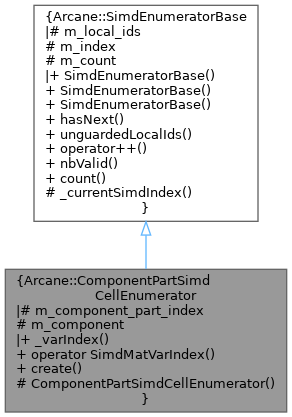 {Arcane::SimdEnumeratorBase
|# m_local_ids
# m_index
# m_count
|+ SimdEnumeratorBase()
+ SimdEnumeratorBase()
+ SimdEnumeratorBase()
+ hasNext()
+ unguardedLocalIds()
+ operator++()
+ nbValid()
+ count()
# _currentSimdIndex()
}
{Arcane::ComponentPartSimd
CellEnumerator
|# m_component_part_index
# m_component
|+ _varIndex()
+ operator SimdMatVarIndex()
+ create()
# ComponentPartSimdCellEnumerator()
}